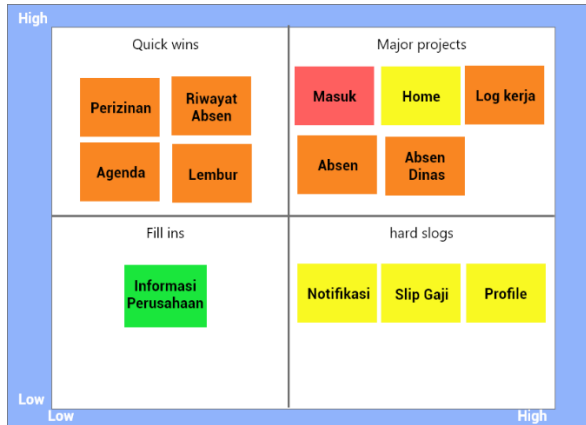 High
Quick wins
Major projects
Perizinan
Riwayat
Absen
Masuk
Home
Log kerja
Agenda
Lembur
Absen
Absen
Dinas
Fill ins
hard slogs
Informasi
Perusahaan
Notifikasi
Slip Gaji
Profile
Low
Low
High